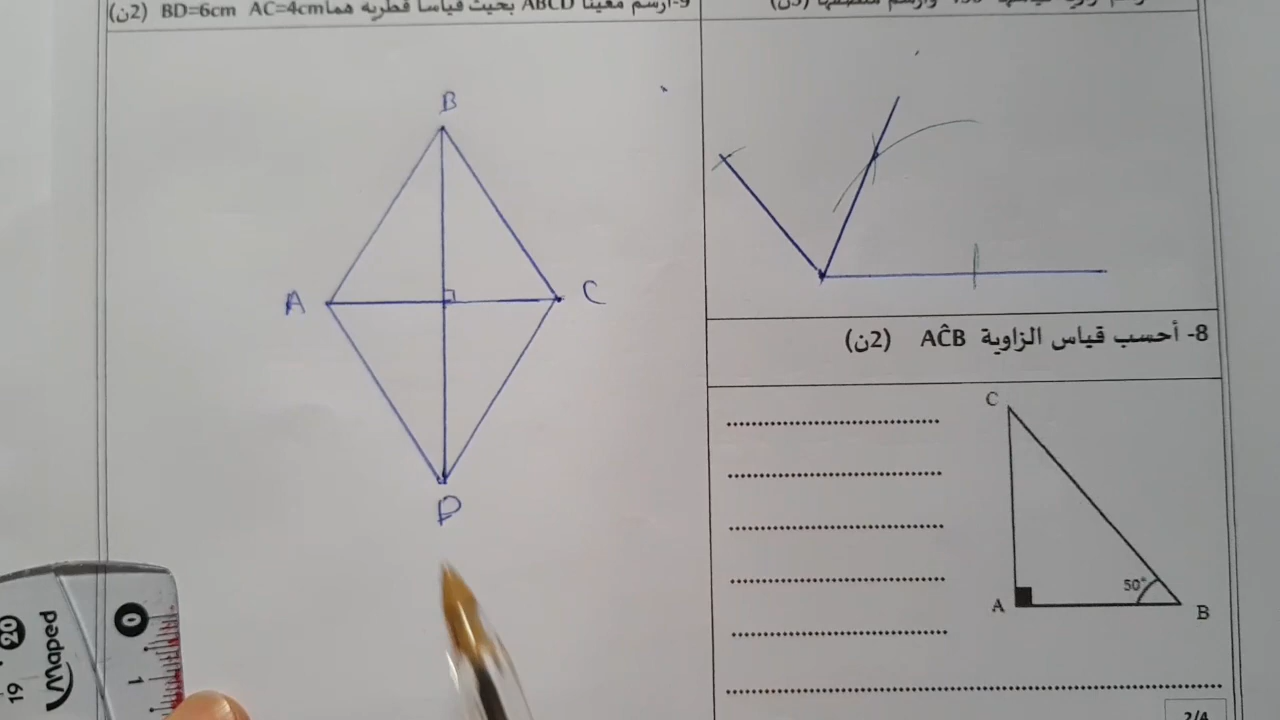 9-أرسم معينا ABCD بحيث قياسا قطريه هما AC=4cm BD=6cm (2ن)
B
A
C
D
8- أحسب قياس الزاوية AĈB (2ن)
C
50°
A
B
2/4
Maped
20
19
0
1